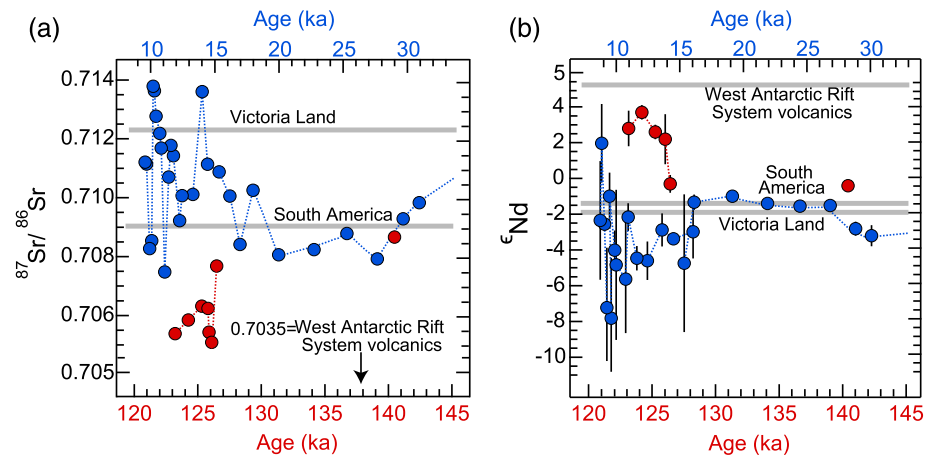 (a)
Age (ka)
10 15 20 25 30
0.714
0.712
0.710
0.708
0.706
0.705
87Sr/ 86Sr
Victoria Land
South America
0.7035=West Antarctic Rift
System volcanics
120 125 130 135 140 145
Age (ka)
(b)
Age (ka)
10 15 20 25 30
5
4
2
0
-2
-4
-6
-8
-10
εNd
West Antarctic Rift
System volcanics
South
America
Victoria Land
120 125 130 135 140 145
Age (ka)